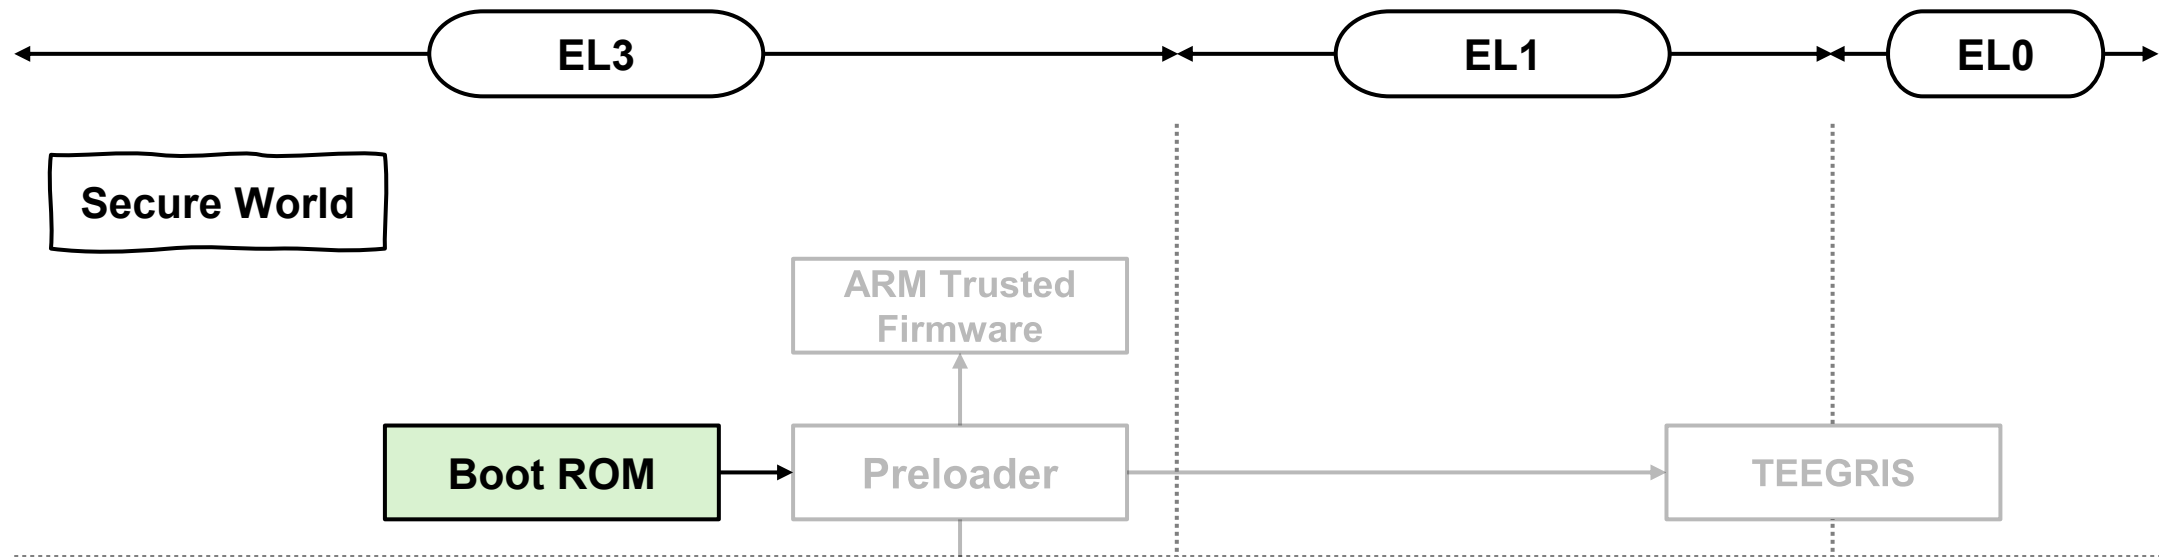 EL3
EL1
EL0
Secure World
ARM Trusted
Firmware
Boot ROM
Preloader
TEEGRIS